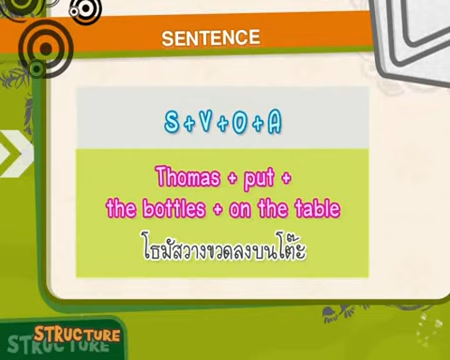 SENTENCE
S + V + O + A
Thomas + put +
the bottles + on the table
โธมัสวางขวดลงบนโต๊ะ
STRUCTURE
STRUCTURE